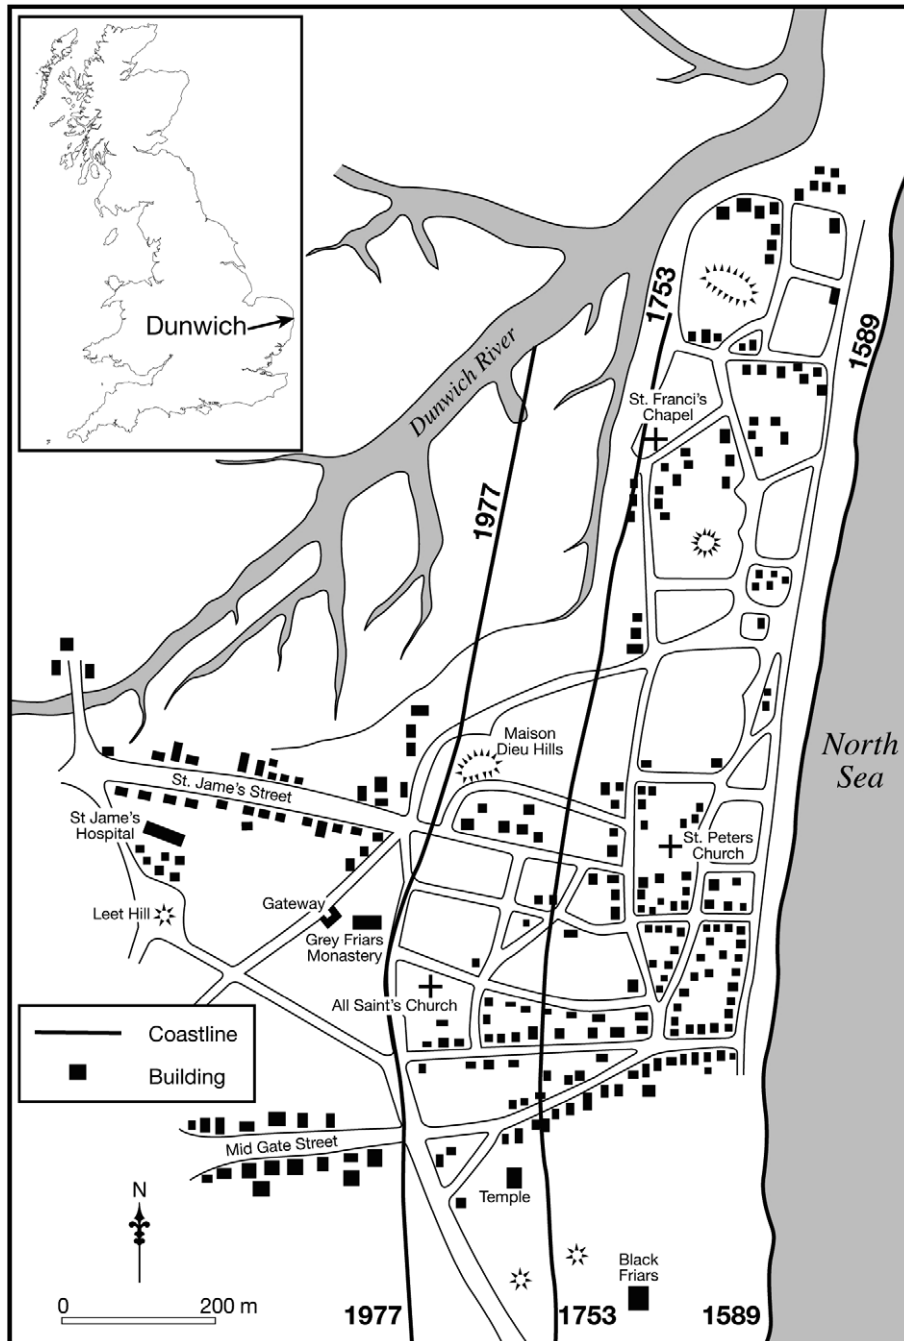 Dunwich
1753
1589
Dunwich River
St. Franci's
Chapel
1977
Maison
Dieu Hills
North
Sea
St. Jame's Street
St Jame's
Hospital
St. Peters
Church
Leet Hill
Gateway
Grey Friars
Monastery
All Saint's Church
Coastline
Building
Mid Gate Street
N
Temple
Black
Friars
0
200 m
1977
1753
1589